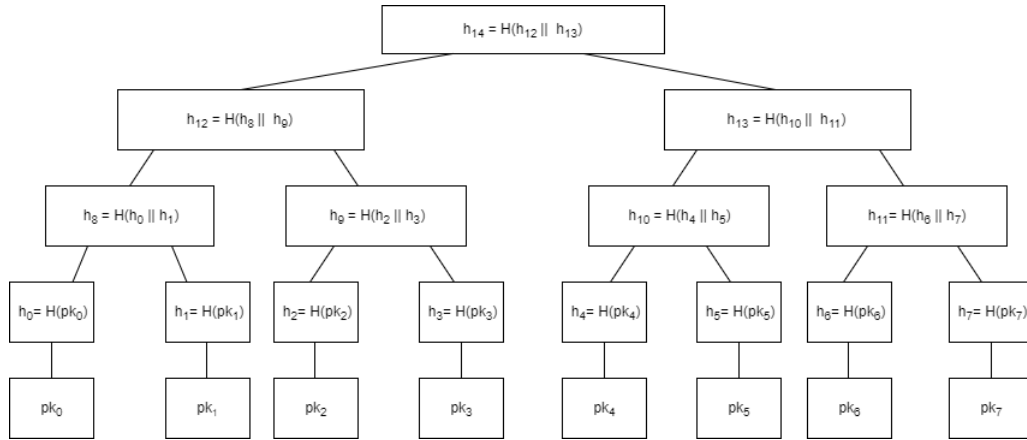 h₁₄ = H(h₁₂ || h₁₃)
h₁₂ = H(h₈ || h₉)
h₁₃ = H(h₁₀ || h₁₁)
h₈ = H(h₀ || h₁)
h₉ = H(h₂ || h₃)
h₁₀ = H(h₄ || h₅)
h₁₁= H(h₆ || h₇)
h₀= H(pk₀)
h₁= H(pk₁)
h₂= H(pk₂)
h₃= H(pk₃)
h₄= H(pk₄)
h₅= H(pk₅)
h₆= H(pk₆)
h₇= H(pk₇)
pk₀
pk₁
pk₂
pk₃
pk₄
pk₅
pk₆
pk₇